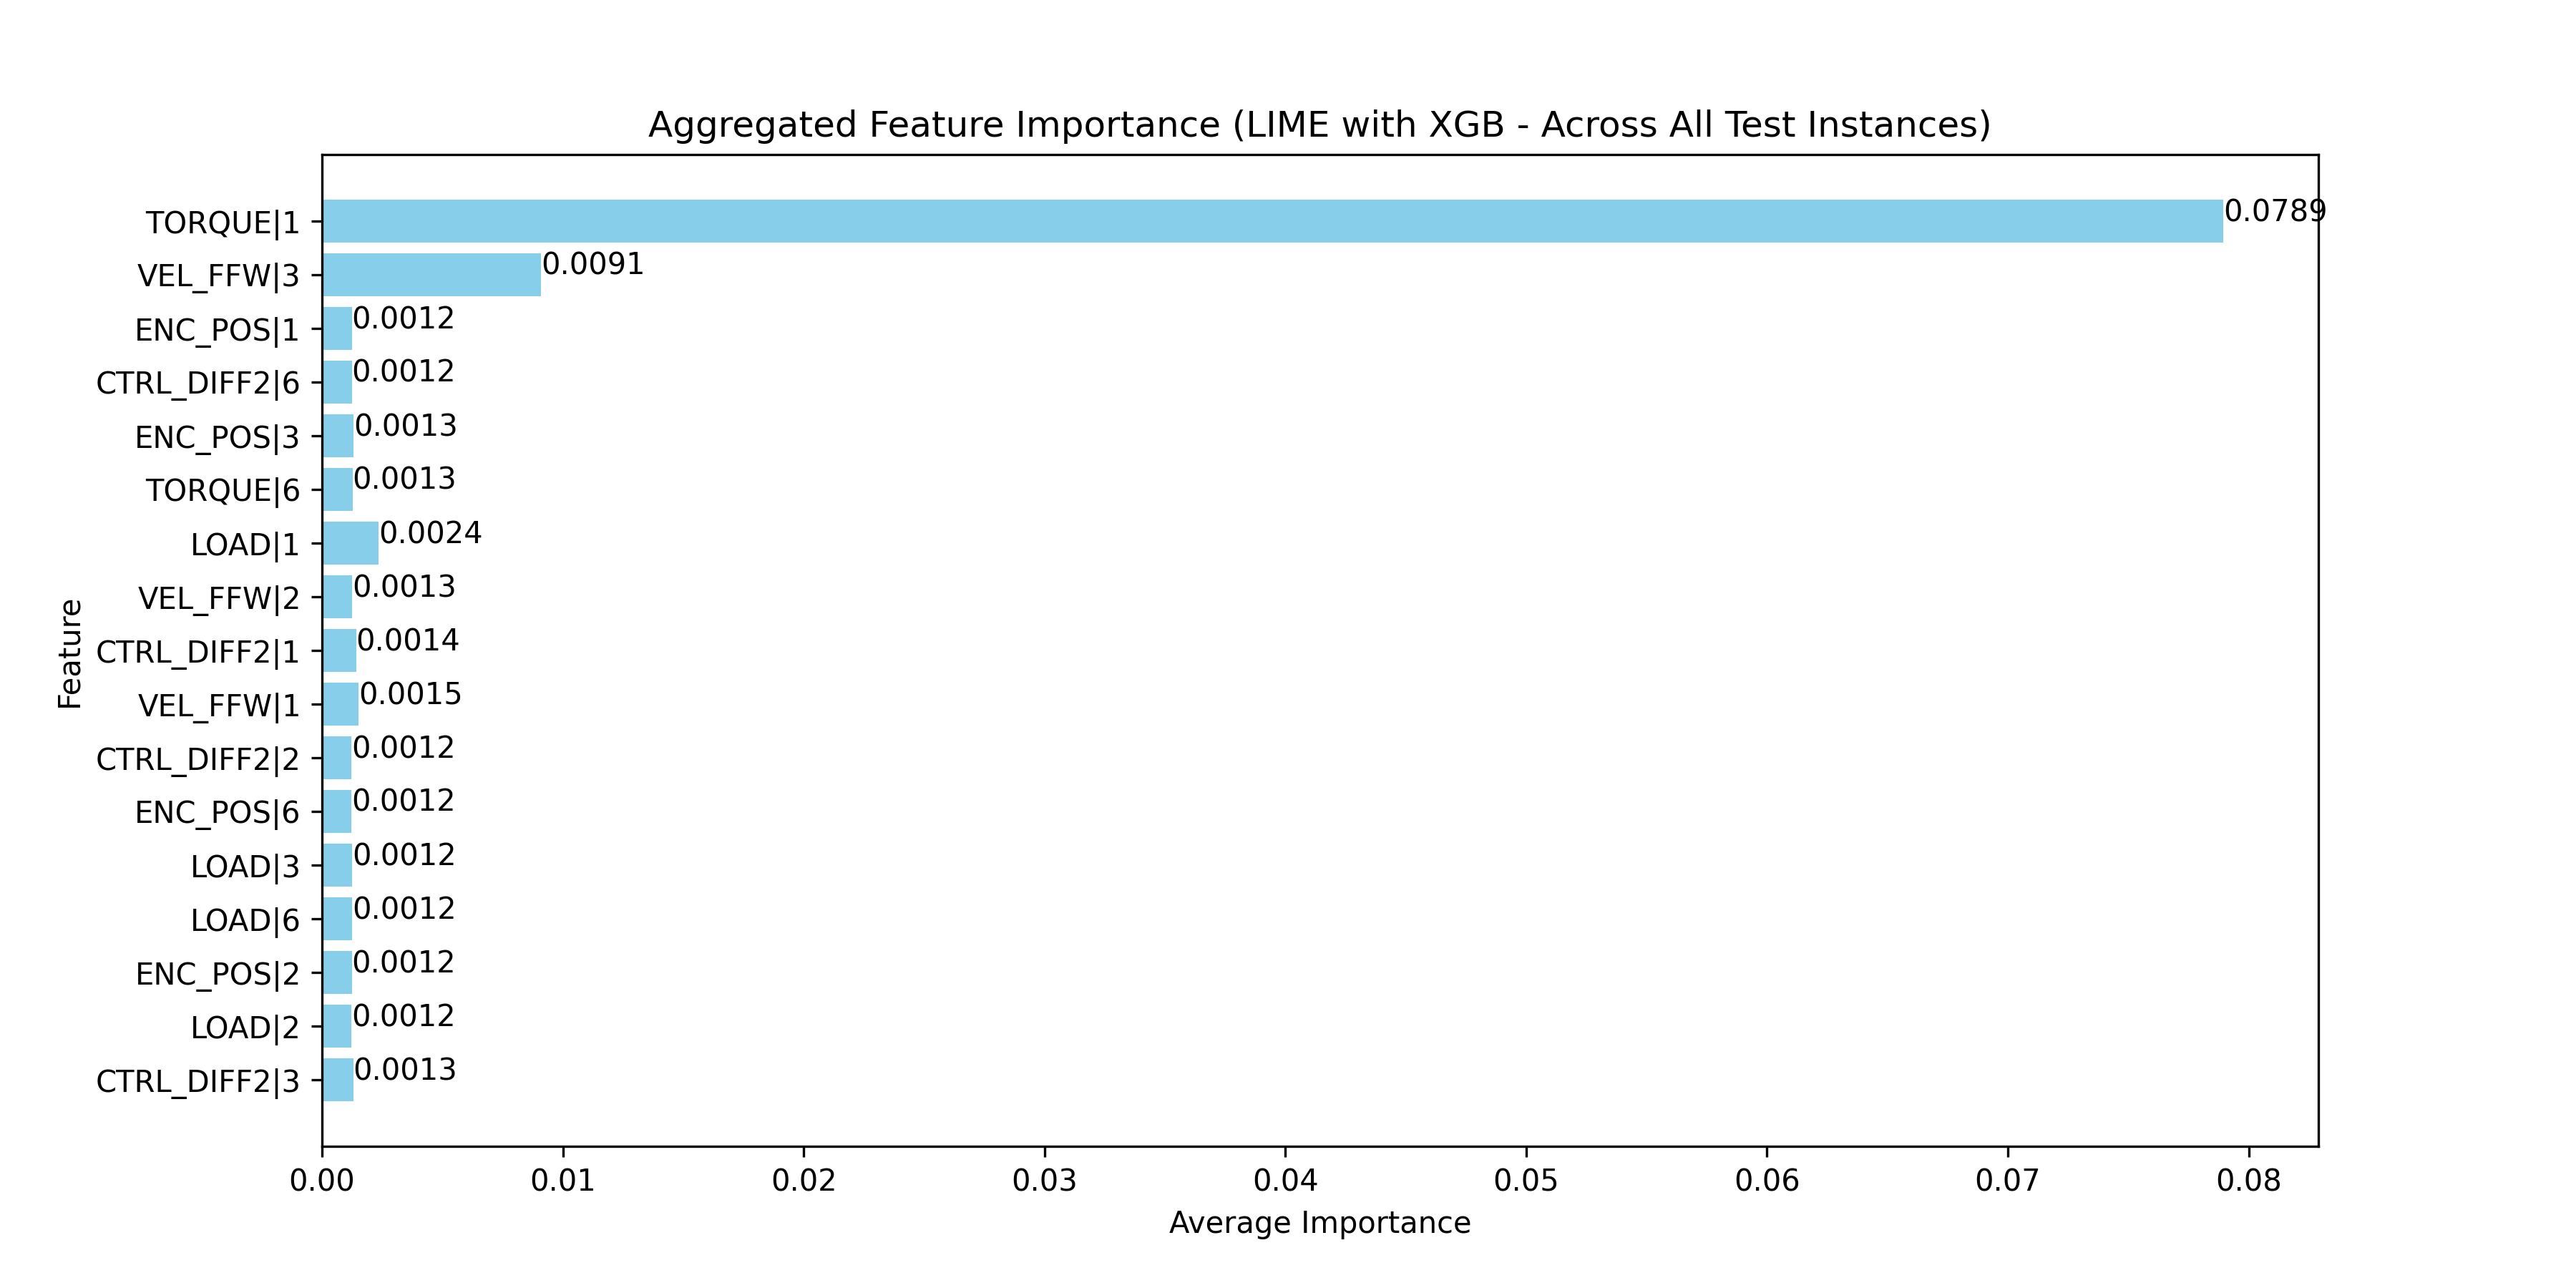 Aggregated Feature Importance (LIME with XGB - Across All Test Instances)
TORQUE|1 0.0789
VEL_FFW|3 0.0091
ENC_POS|1 0.0012
CTRL_DIFF2|6 0.0012
ENC_POS|3 0.0013
TORQUE|6 0.0013
LOAD|1 0.0024
VEL_FFW|2 0.0013
CTRL_DIFF2|1 0.0014
VEL_FFW|1 0.0015
CTRL_DIFF2|2 0.0012
ENC_POS|6 0.0012
LOAD|3 0.0012
LOAD|6 0.0012
ENC_POS|2 0.0012
LOAD|2 0.0012
CTRL_DIFF2|3 0.0013
Feature
0.00 0.01 0.02 0.03 0.04 0.05 0.06 0.07 0.08
Average Importance